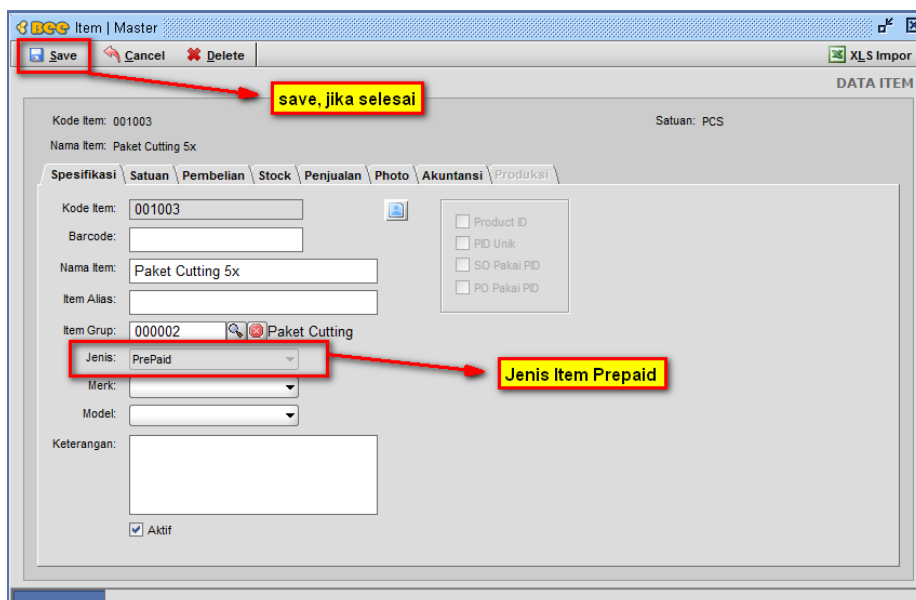 Bee Item | Master
Save Cancel Delete XLS Impor
save, jika selesai
DATA ITEM
Kode Item: 001003 Satuan: PCS
Nama Item: Paket Cutting 5x
Spesifikasi Satuan Pembelian Stock Penjualan Photo Akuntansi Produksi
Kode Item: 001003
Product ID
Barcode:
PID Unik
Nama Item: Paket Cutting 5x
SO Pakai PID
Item Alias:
PO Pakai PID
Item Grup: 000002 Paket Cutting
Jenis: PrePaid
Jenis Item Prepaid
Merk:
Model:
Keterangan:
Aktif